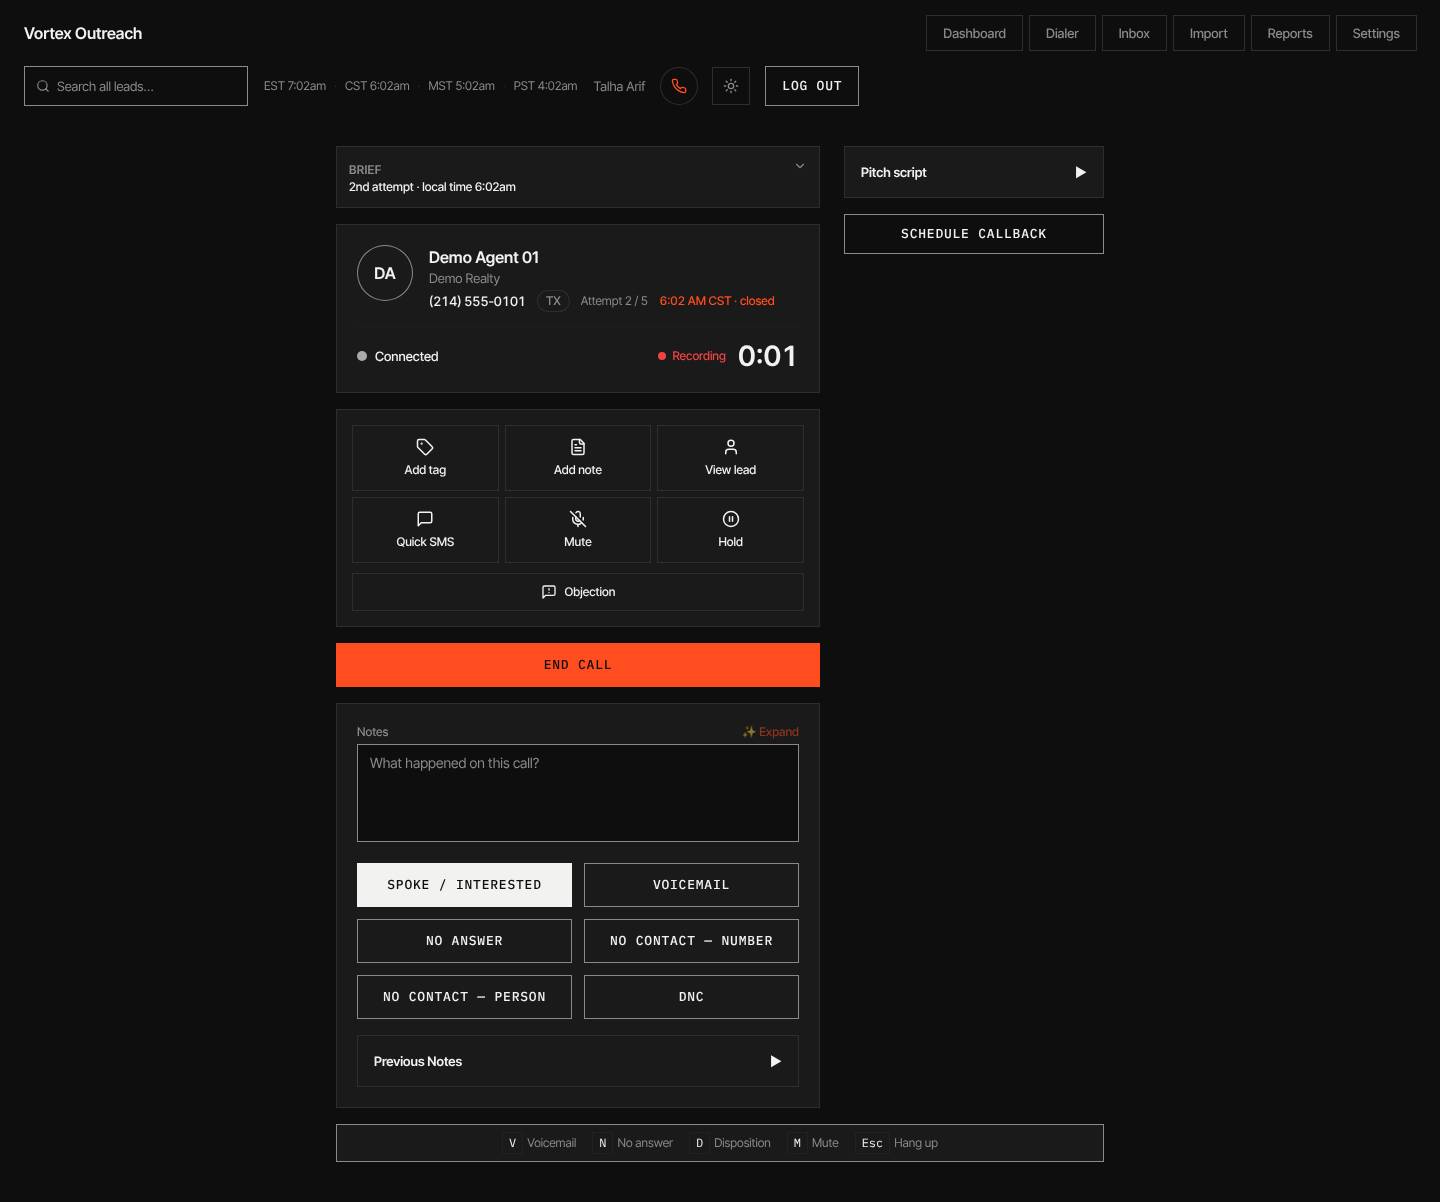 Vortex Outreach
Dashboard
Dialer
Inbox
Import
Reports
Settings
Search all leads...
EST 7:02am · CST 6:02am · MST 5:02am · PST 4:02am
Talha Arif
LOG OUT
BRIEF
2nd attempt · local time 6:02am
Pitch script
SCHEDULE CALLBACK
DA
Demo Agent 01
Demo Realty
(214) 555-0101
TX
Attempt 2 / 5
6:02 AM CST · closed
Connected
Recording
0:01
Add tag
Add note
View lead
Quick SMS
Mute
Hold
Objection
END CALL
Notes
✨ Expand
What happened on this call?
SPOKE / INTERESTED
VOICEMAIL
NO ANSWER
NO CONTACT — NUMBER
NO CONTACT — PERSON
DNC
Previous Notes
V Voicemail N No answer D Disposition M Mute Esc Hang up